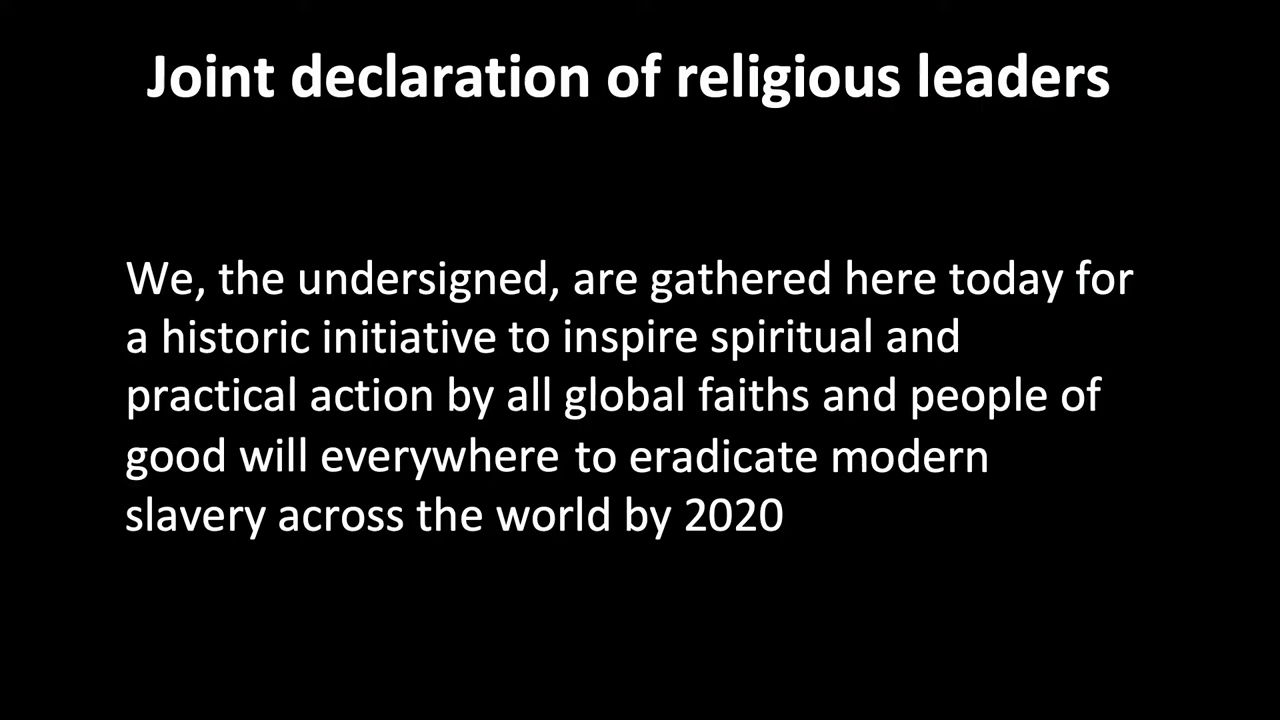 Joint declaration of religious leaders
We, the undersigned, are gathered here today for
a historic initiative to inspire spiritual and
practical action by all global faiths and people of
good will everywhere to eradicate modern
slavery across the world by 2020